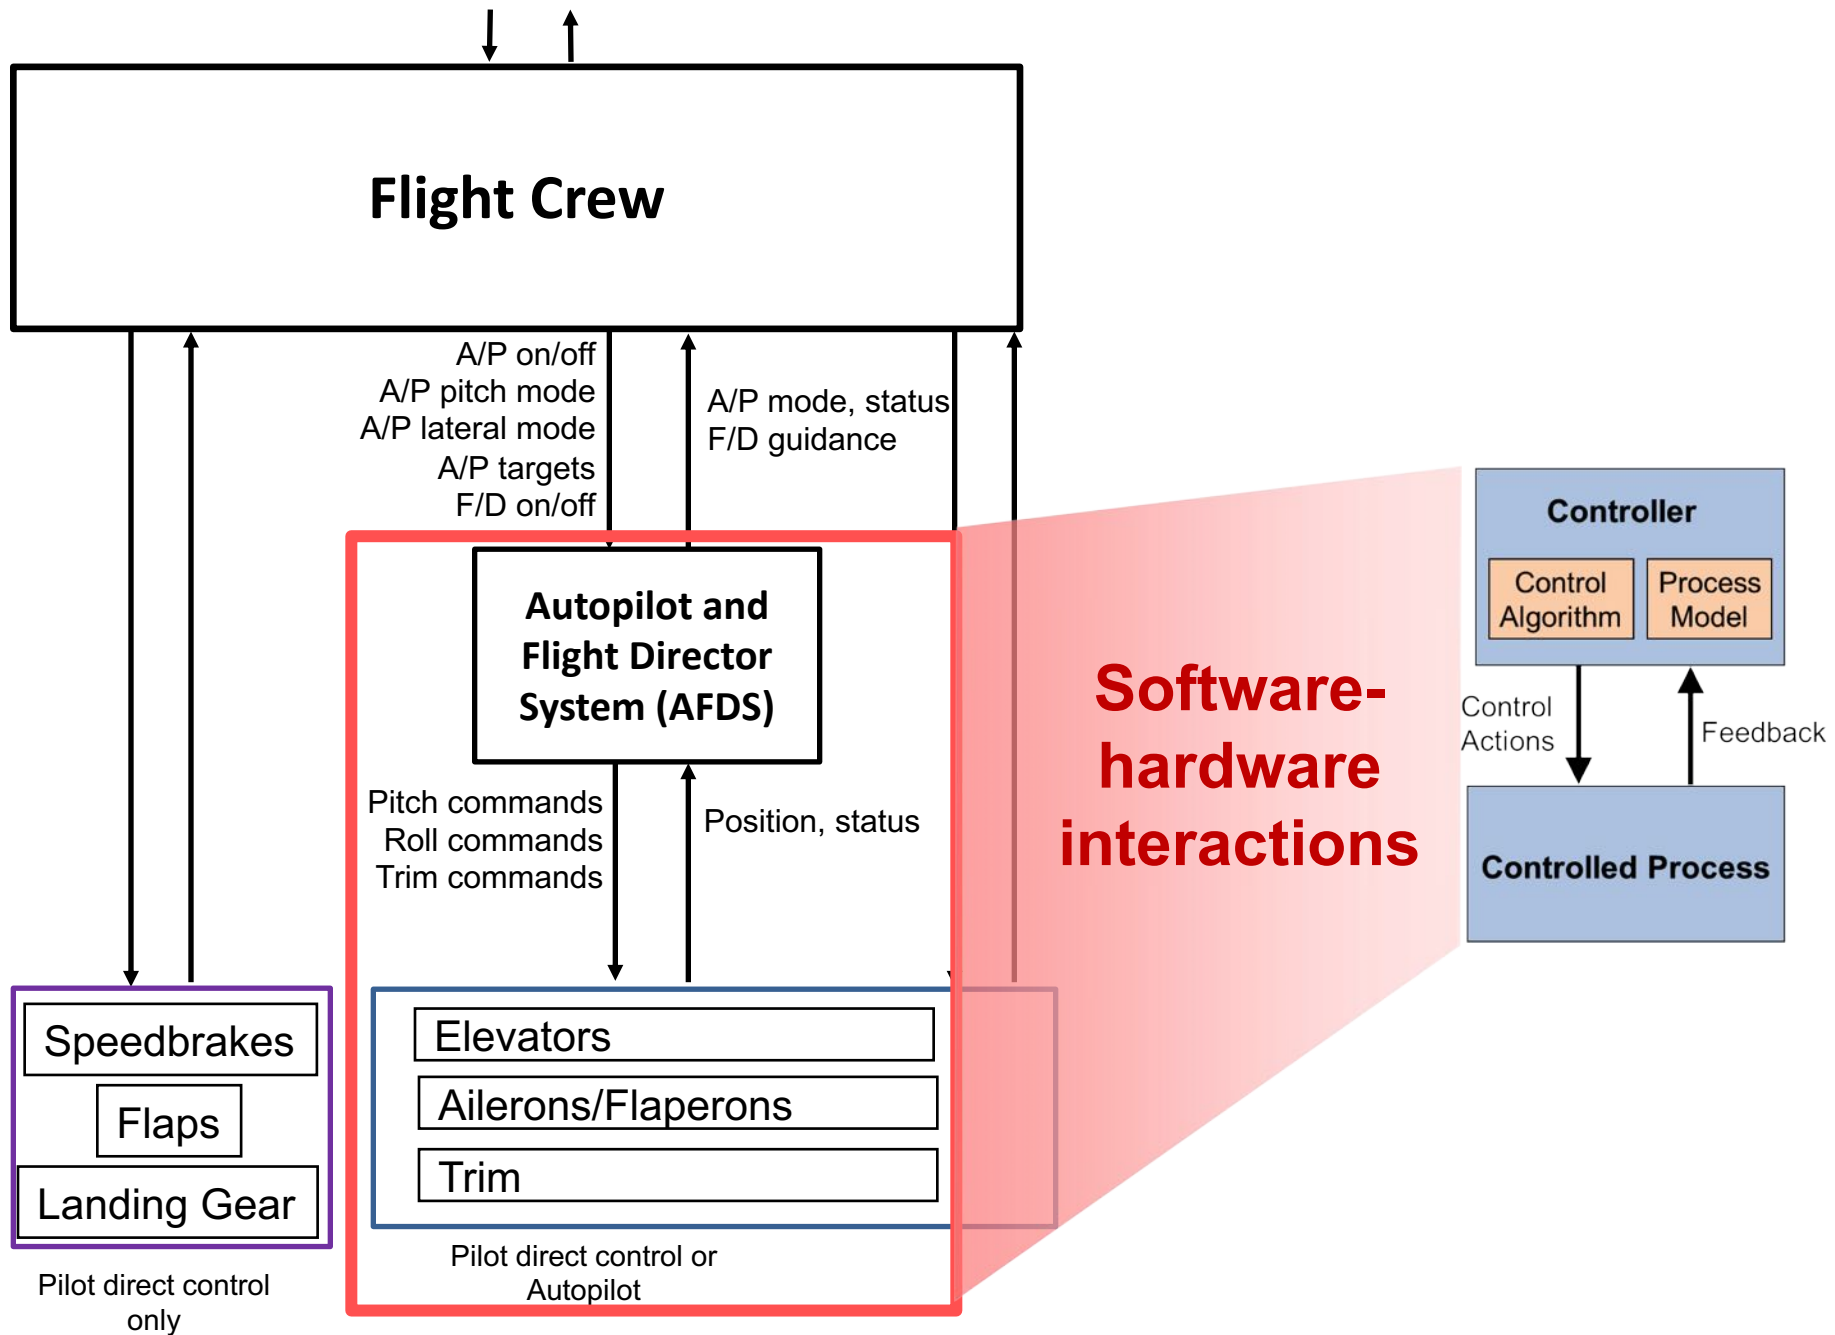 Flight Crew
A/P on/off
A/P pitch mode
A/P lateral mode
A/P targets
F/D on/off
A/P mode, status
F/D guidance
Autopilot and
Flight Director
System (AFDS)
Pitch commands
Roll commands
Trim commands
Position, status
Speedbrakes
Flaps
Landing Gear
Pilot direct control
only
Elevators
Ailerons/Flaperons
Trim
Pilot direct control or
Autopilot
Software-
hardware
interactions
Controller
Control
Algorithm
Process
Model
Control
Actions
Feedback
Controlled Process